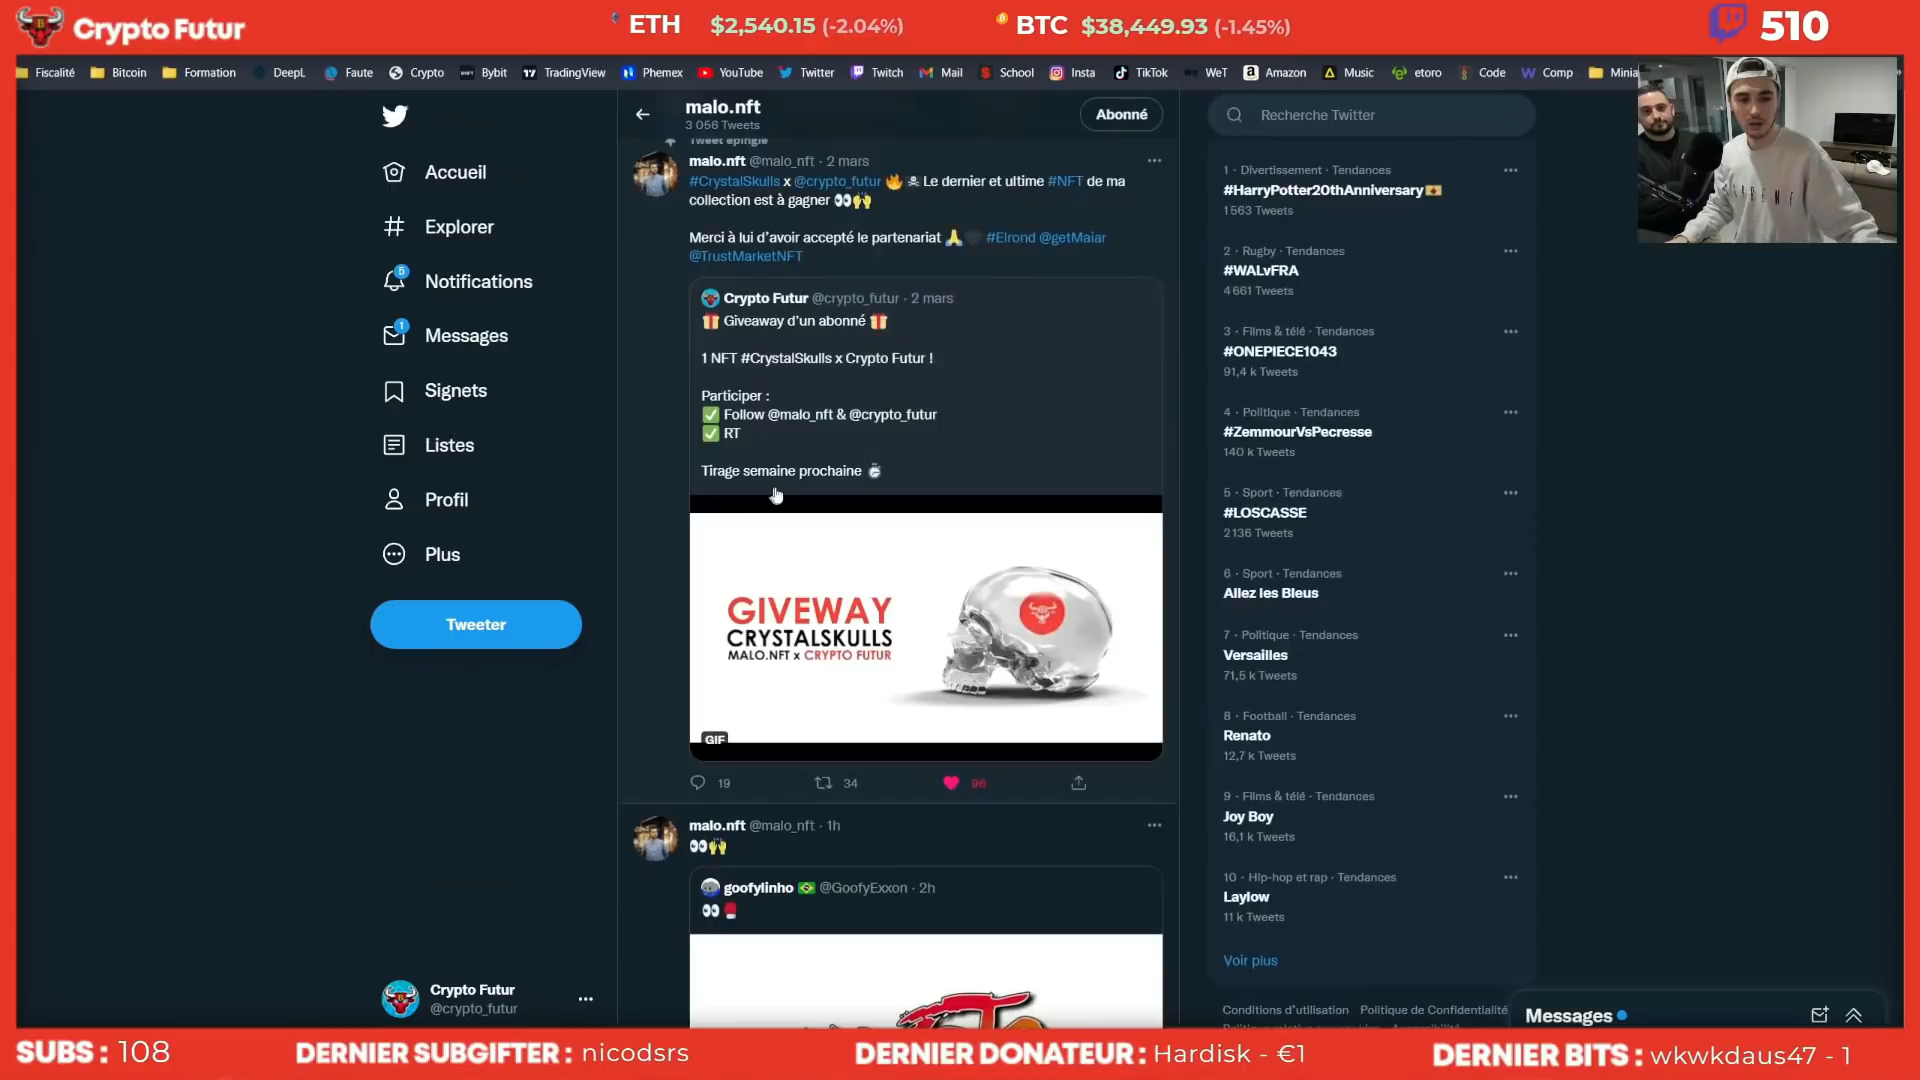 Crypto Futur
ETH $2,540.15 (-2.04%)
BTC $38,449.93 (-1.45%)
510
Fiscalité Bitcoin Formation DeepL Faute Crypto Bybit TradingView Phemex YouTube Twitter Twitch Mail School Insta TikTok WeT Amazon Music etoro Code Comp Minia
Accueil
Explorer
5
Notifications
1
Messages
Signets
Listes
Profil
Plus
Tweeter
Crypto Futur
@crypto_futur
malo.nft
3 056 Tweets
Abonné
Tweet épinglé
malo.nft @malo_nft · 2 mars
#CrystalSkulls x @crypto_futur 🔥☠ Le dernier et ultime #NFT de ma
collection est à gagner 👀🙌
Merci à lui d’avoir accepté le partenariat 🙏🖤 #Elrond @getMaiar
@TrustMarketNFT
Crypto Futur @crypto_futur · 2 mars
🎁 Giveaway d’un abonné 🎁
1 NFT #CrystalSkulls x Crypto Futur !
Participer :
✅ Follow @malo_nft & @crypto_futur
✅ RT
Tirage semaine prochaine ⏱
GIVEWAY
CRYSTALSKULLS
MALO.NFT x CRYPTO FUTUR
GIF
19 34 96
malo.nft @malo_nft · 1h
👀🙌
goofylinho 🇧🇷 @GoofyExxon · 2h
👀🥊
Recherche Twitter
1 · Divertissement · Tendances
#HarryPotter20thAnniversary
1 563 Tweets
2 · Rugby · Tendances
#WALvFRA
4 661 Tweets
3 · Films & télé · Tendances
#ONEPIECE1043
91,4 k Tweets
4 · Politique · Tendances
#ZemmourVsPecresse
140 k Tweets
5 · Sport · Tendances
#LOSCASSE
2 136 Tweets
6 · Sport · Tendances
Allez les Bleus
7 · Politique · Tendances
Versailles
71,5 k Tweets
8 · Football · Tendances
Renato
12,7 k Tweets
9 · Films & télé · Tendances
Joy Boy
16,1 k Tweets
10 · Hip-hop et rap · Tendances
Laylow
11 k Tweets
Voir plus
Conditions d’utilisation Politique de Confidentialité
Messages
SUBS : 108
DERNIER SUBGIFTER : nicodsrs
DERNIER DONATEUR : Hardisk - €1
DERNIER BITS : wkwkdaus47 - 1